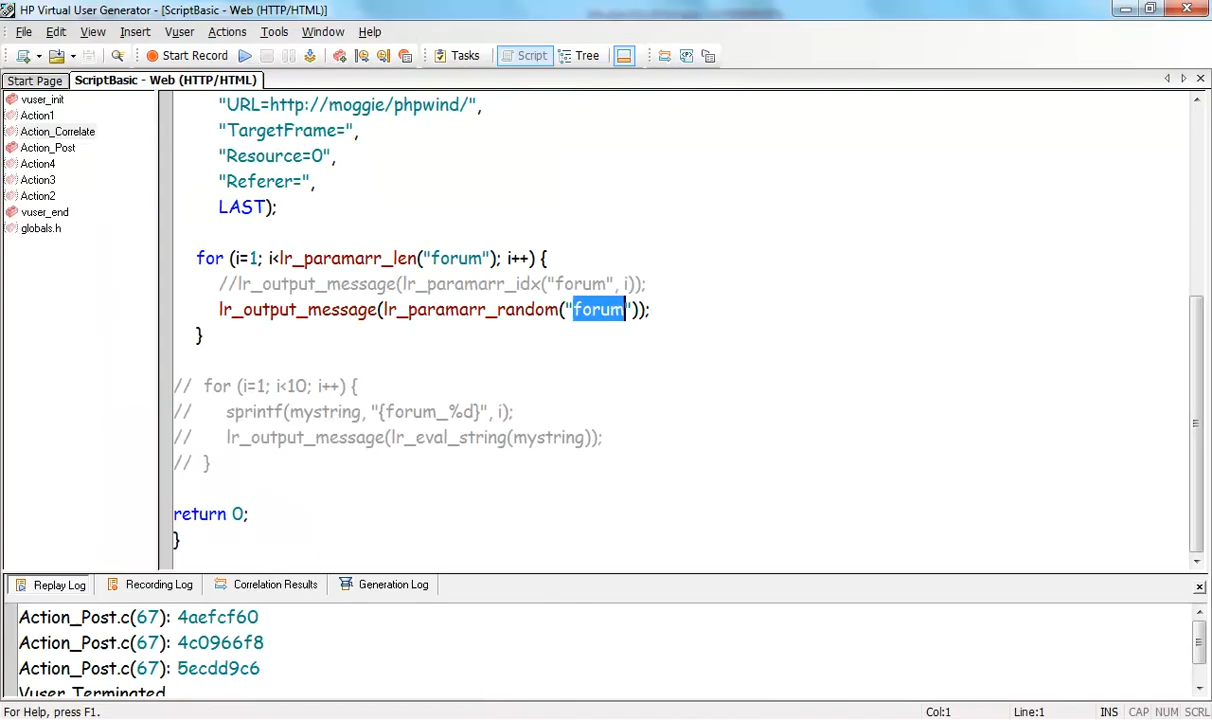 HP Virtual User Generator - [ScriptBasic - Web (HTTP/HTML)]
File Edit View Insert Vuser Actions Tools Window Help
Start Record Tasks Script Tree
Start Page ScriptBasic - Web (HTTP/HTML)
vuser_init
Action1
Action_Correlate
Action_Post
Action4
Action3
Action2
vuser_end
globals.h
"URL=http://moggie/phpwind/",
"TargetFrame=",
"Resource=0",
"Referer=",
LAST);
for (i=1; i<lr_paramarr_len("forum"); i++) {
//lr_output_message(lr_paramarr_idx("forum", i));
lr_output_message(lr_paramarr_random("forum"));
}
// for (i=1; i<10; i++) {
// sprintf(mystring, "{forum_%d}", i);
// lr_output_message(lr_eval_string(mystring));
// }
return 0;
}
Replay Log Recording Log Correlation Results Generation Log
Action_Post.c(67): 4aefcf60
Action_Post.c(67): 4c0966f8
Action_Post.c(67): 5ecdd9c6
Vuser Terminated
For Help, press F1. Col:1 Line:1 INS CAP NUM SCRL